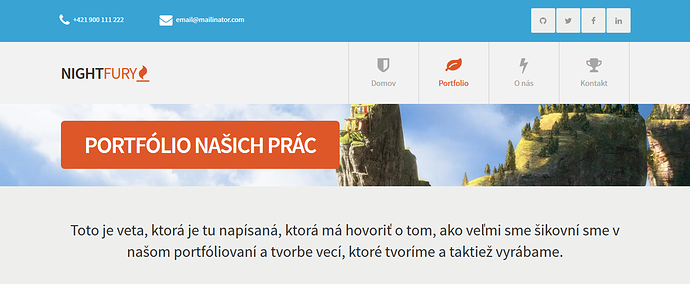 +421 900 111 222 email@mailinator.com
NIGHTFURY
Domov Portfolio O nás Kontakt
PORTFÓLIO NAŠICH PRÁC
Toto je veta, ktorá je tu napísaná, ktorá má hovoriť o tom, ako veľmi sme šikovní sme v
našom portfóliovaní a tvorbe vecí, ktoré tvoríme a taktiež vyrábame.